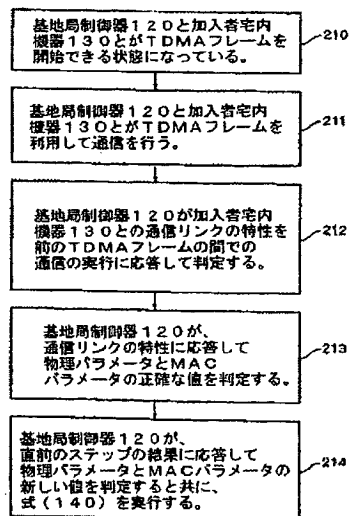 基地局制御器120と加入者宅内
機器130とがTDMAフレームを
開始できる状態になっている。
210
基地局制御器120と加入者宅内
機器130とがTDMAフレームを
利用して通信を行う。
211
基地局制御器120が加入者宅内
機器130との通信リンクの特性を
前のTDMAフレームの間での
通信の実行に応答して判定する。
212
基地局制御器120が、
通信リンクの特性に応答して
物理パラメータとMAC
パラメータの正確な値を判定する。
213
基地局制御器120が、
直前のステップの結果に応答して
物理パラメータとMACパラメータの
新しい値を判定すると共に、
式(140)を実行する。
214